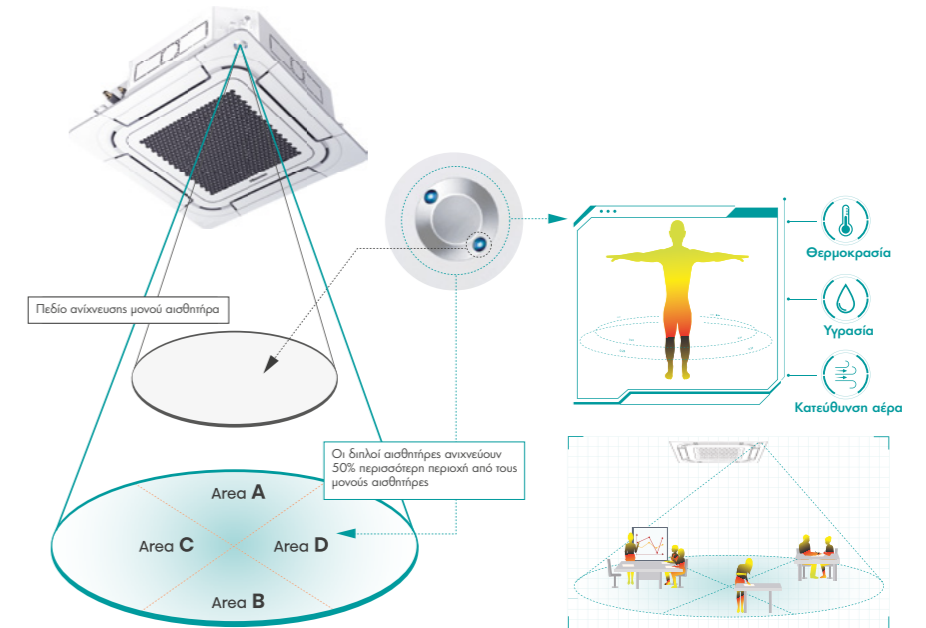 Πεδίο ανίχνευσης μονού αισθητήρα
Οι διπλοί αισθητήρες ανιχνεύουν
50% περισσότερη περιοχή από τους
μονούς αισθητήρες
Area A
Area C
Area D
Area B
Θερμοκρασία
Υγρασία
Κατεύθυνση αέρα